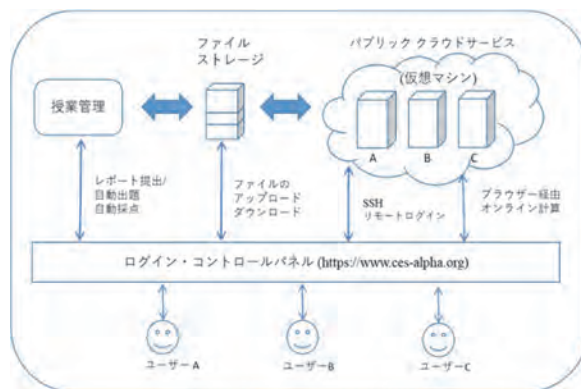 ファイル
ストレージ
パブリック クラウドサービス
(仮想マシン)
授業管理
A
B
C
レポート提出/
自動出題
自動採点
ファイルの
アップロード
ダウンロード
SSH
リモートログイン
ブラウザー経由
オンライン計算
ログイン・コントロールパネル (https://www.ces-alpha.org)
ユーザーA
ユーザーB
ユーザーC